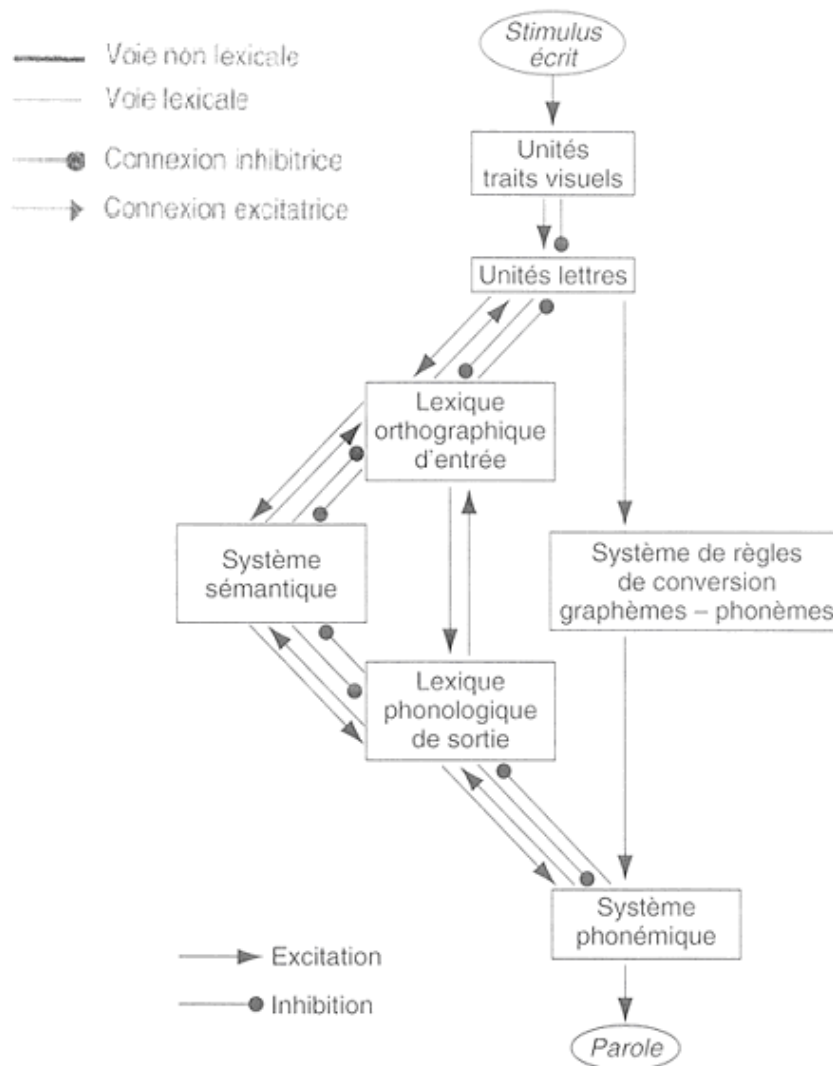 Voie non lexicale
Voie lexicale
Connexion inhibitrice
Connexion excitatrice
Stimulus
écrit
Unités
traits visuels
Unités lettres
Lexique
orthographique
d'entrée
Système
sémantique
Système de règles
de conversion
graphèmes – phonèmes
Lexique
phonologique
de sortie
Système
phonémique
Excitation
Inhibition
Parole